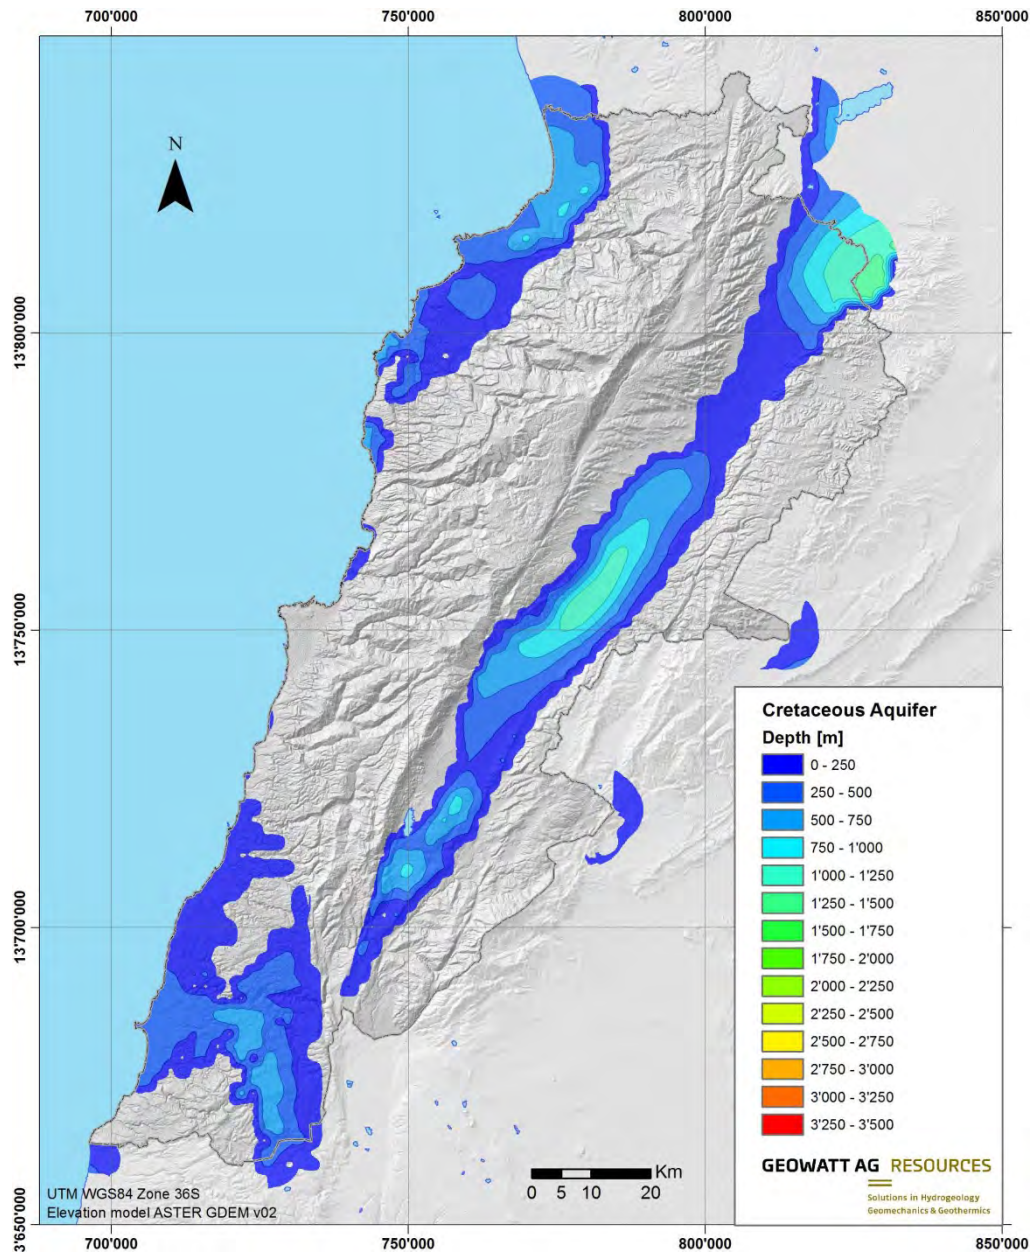 700'000
750'000
800'000
850'000
N
13'800'000
13'750'000
13'700'000
13'650'000
Cretaceous Aquifer
Depth [m]
0 - 250
250 - 500
500 - 750
750 - 1'000
1'000 - 1'250
1'250 - 1'500
1'500 - 1'750
1'750 - 2'000
2'000 - 2'250
2'250 - 2'500
2'500 - 2'750
2'750 - 3'000
3'000 - 3'250
3'250 - 3'500
GEOWATT AG RESOURCES
Solutions in Hydrogeology
Geomechanics & Geothermics
Km
0 5 10 20
UTM WGS84 Zone 36S
Elevation model ASTER GDEM v02
700'000
750'000
800'000
850'000